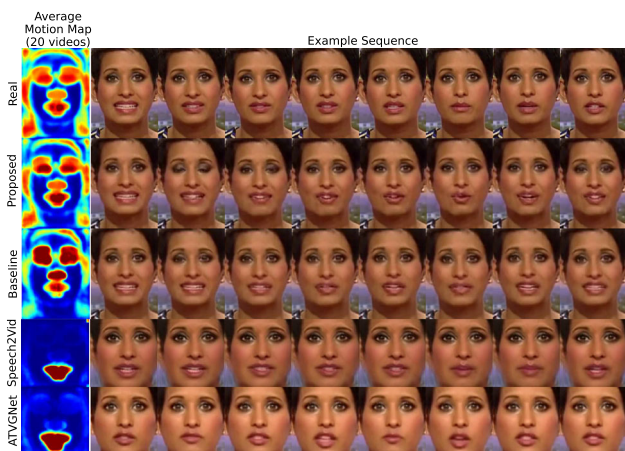 Average
Motion Map
(20 videos)
Example Sequence
Real
Proposed
Baseline
Speech2Vid
ATVGNet